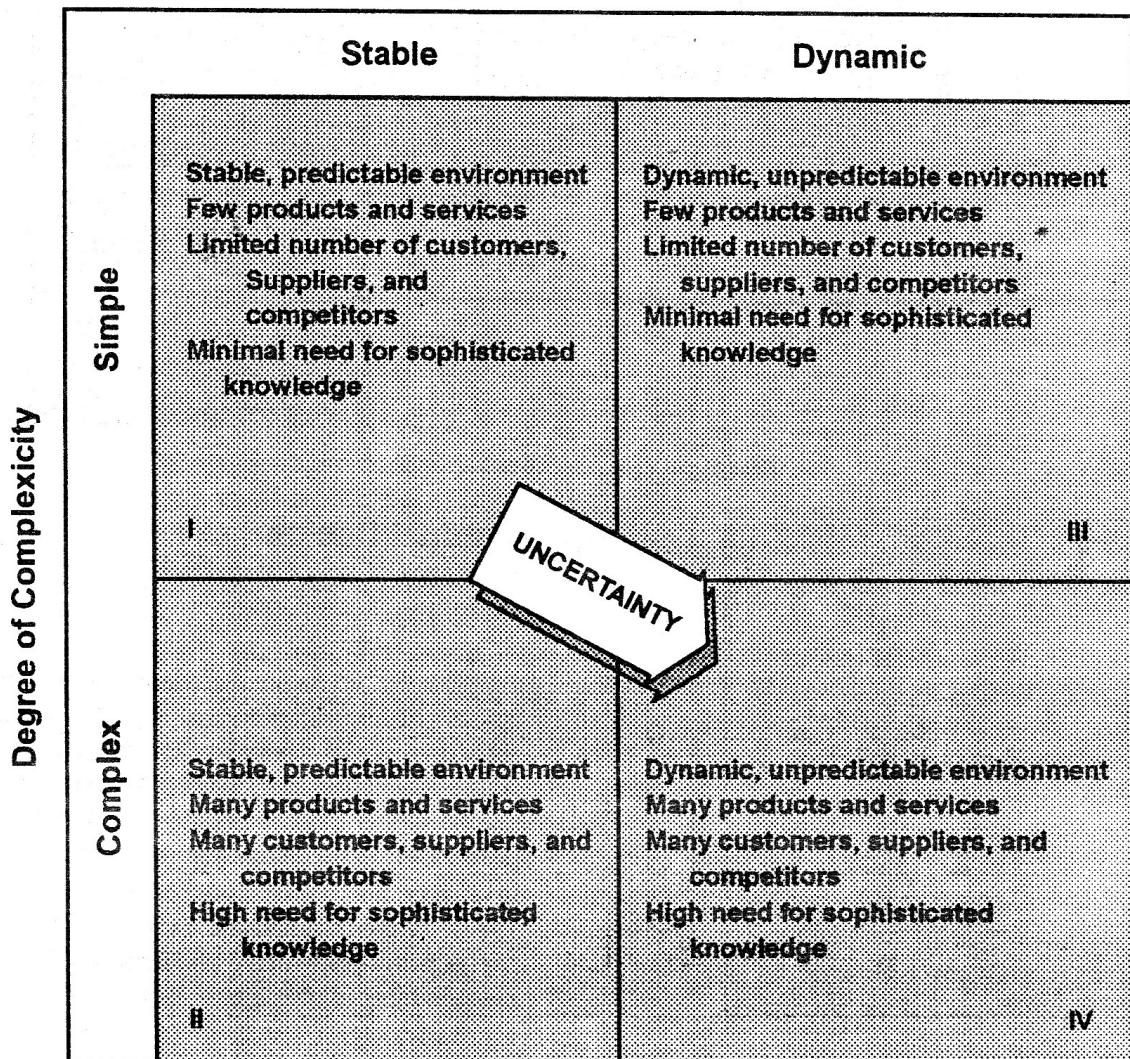 Stable
Dynamic
Degree of Complexicity
Simple
Stable, predictable environment
Few products and services
Limited number of customers,
Suppliers, and
competitors
Minimal need for sophisticated
knowledge
I
Dynamic, unpredictable environment
Few products and services
Limited number of customers,
suppliers, and competitors
Minimal need for sophisticated
knowledge
III
UNCERTAINTY
Complex
Stable, predictable environment
Many products and services
Many customers, suppliers, and
competitors
High need for sophisticated
knowledge
II
Dynamic, unpredictable environment
Many products and services
Many customers, suppliers, and
competitors
High need for sophisticated
knowledge
IV